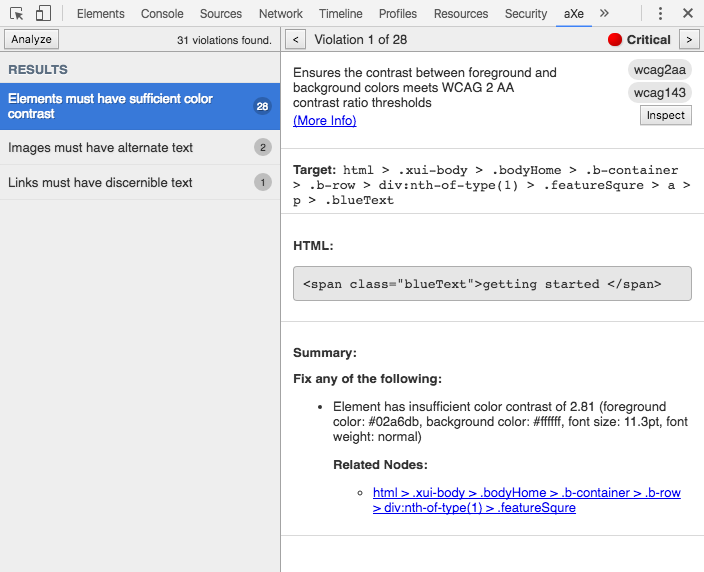 Elements Console Sources Network Timeline Profiles Resources Security aXe »
Analyze 31 violations found. < Violation 1 of 28 Critical >
RESULTS
Elements must have sufficient color
contrast
28
Images must have alternate text 2
Links must have discernible text 1
Ensures the contrast between foreground and
background colors meets WCAG 2 AA
contrast ratio thresholds
(More Info)
wcag2aa
wcag143
Inspect
Target: html > .xui-body > .bodyHome > .b-container
> .b-row > div:nth-of-type(1) > .featureSqure > a >
p > .blueText
HTML:
<span class="blueText">getting started </span>
Summary:
Fix any of the following:
• Element has insufficient color contrast of 2.81 (foreground
color: #02a6db, background color: #ffffff, font size: 11.3pt, font
weight: normal)
Related Nodes:
html > .xui-body > .bodyHome > .b-container > .b-row
> div:nth-of-type(1) > .featureSqure